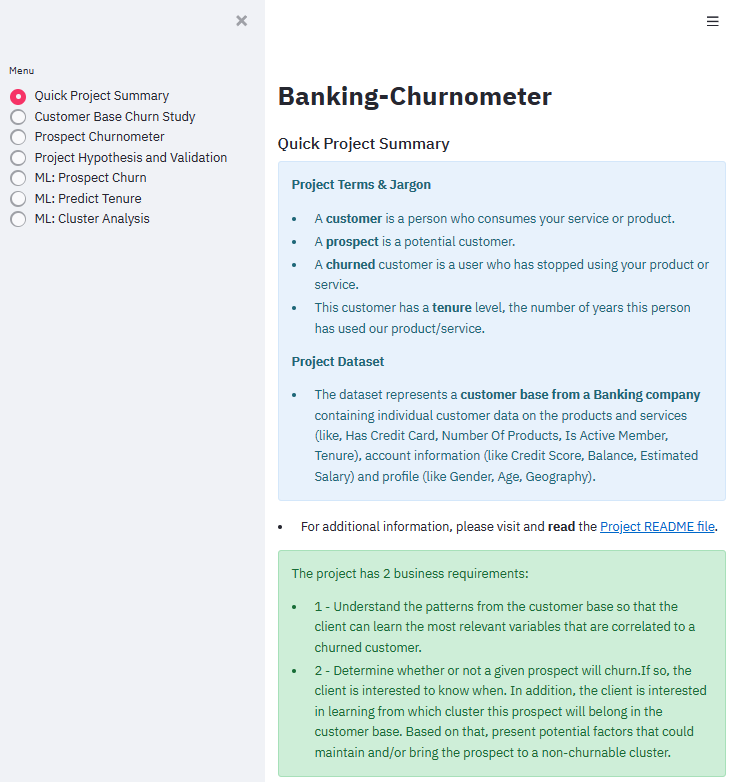 Menu
Quick Project Summary
Customer Base Churn Study
Prospect Churnometer
Project Hypothesis and Validation
ML: Prospect Churn
ML: Predict Tenure
ML: Cluster Analysis
Banking-Churnometer
Quick Project Summary
Project Terms & Jargon
• A customer is a person who consumes your service or product.
• A prospect is a potential customer.
• A churned customer is a user who has stopped using your product or
service.
• This customer has a tenure level, the number of years this person
has used our product/service.
Project Dataset
• The dataset represents a customer base from a Banking company
containing individual customer data on the products and services
(like, Has Credit Card, Number Of Products, Is Active Member,
Tenure), account information (like Credit Score, Balance, Estimated
Salary) and profile (like Gender, Age, Geography).
• For additional information, please visit and read the Project README file.
The project has 2 business requirements:
• 1 - Understand the patterns from the customer base so that the
client can learn the most relevant variables that are correlated to a
churned customer.
• 2 - Determine whether or not a given prospect will churn.If so, the
client is interested to know when. In addition, the client is interested
in learning from which cluster this prospect will belong in the
customer base. Based on that, present potential factors that could
maintain and/or bring the prospect to a non-churnable cluster.